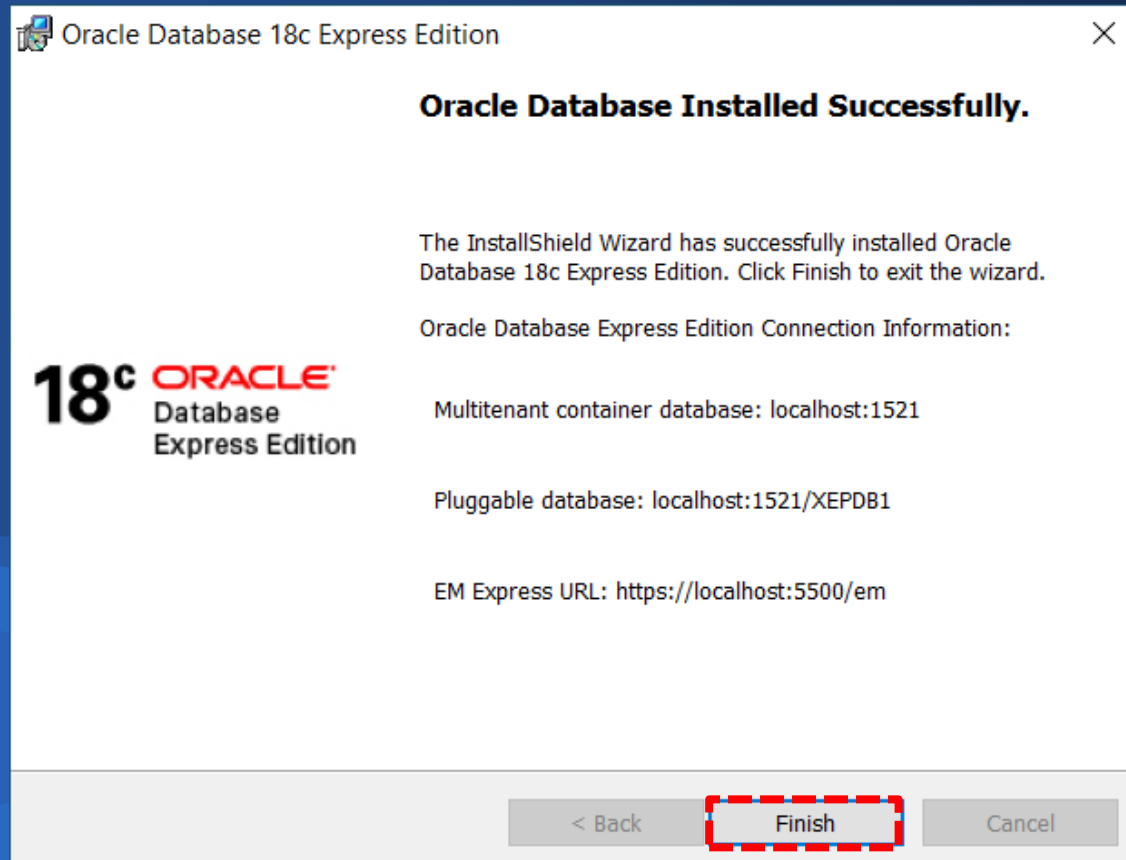 Oracle Database 18c Express Edition
Oracle Database Installed Successfully.
The InstallShield Wizard has successfully installed Oracle
Database 18c Express Edition. Click Finish to exit the wizard.
Oracle Database Express Edition Connection Information:
18c ORACLE
Database
Express Edition
Multitenant container database: localhost:1521
Pluggable database: localhost:1521/XEPDB1
EM Express URL: https://localhost:5500/em
< Back
Finish
Cancel